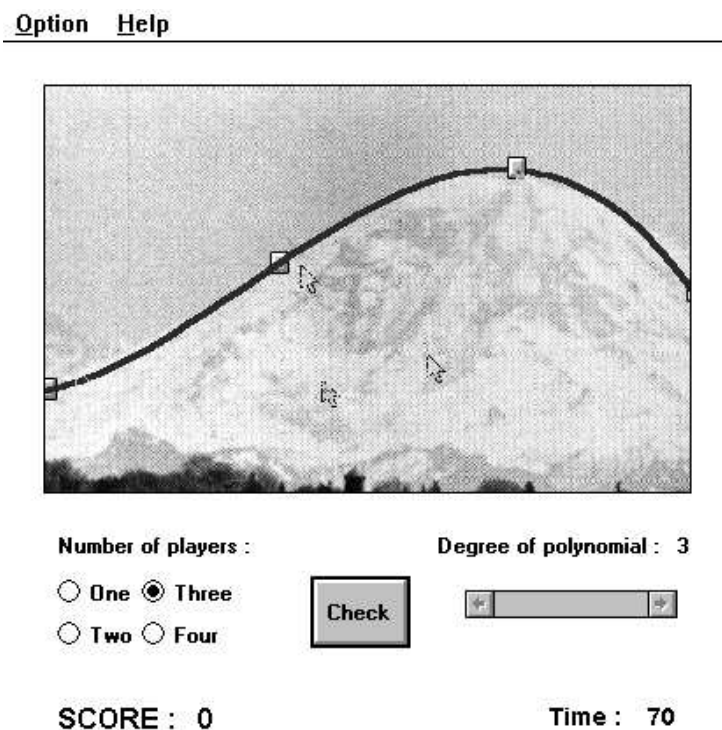 Option Help
Number of players : Degree of polynomial : 3
One Three
Check
Two Four
SCORE : 0 Time : 70